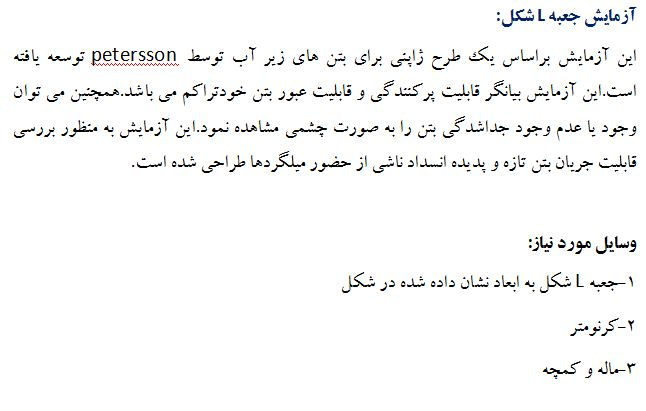 آزمایش جعبه L شکل:
این آزمایش براساس یک طرح ژاپنی برای بتن های زیر آب توسط petersson توسعه یافته
است.این آزمایش بیانگر قابلیت پرکنندگی و قابلیت عبور بتن خودتراکم می باشد.همچنین می توان
وجود یا عدم وجود جداشدگی بتن را به صورت چشمی مشاهده نمود.این آزمایش به منظور بررسی
قابلیت جریان بتن تازه و پدیده انسداد ناشی از حضور میلگردها طراحی شده است.
وسایل مورد نیاز:
۱-جعبه L شکل به ابعاد نشان داده شده در شکل
۲-کرنومتر
۳-ماله و کمچه